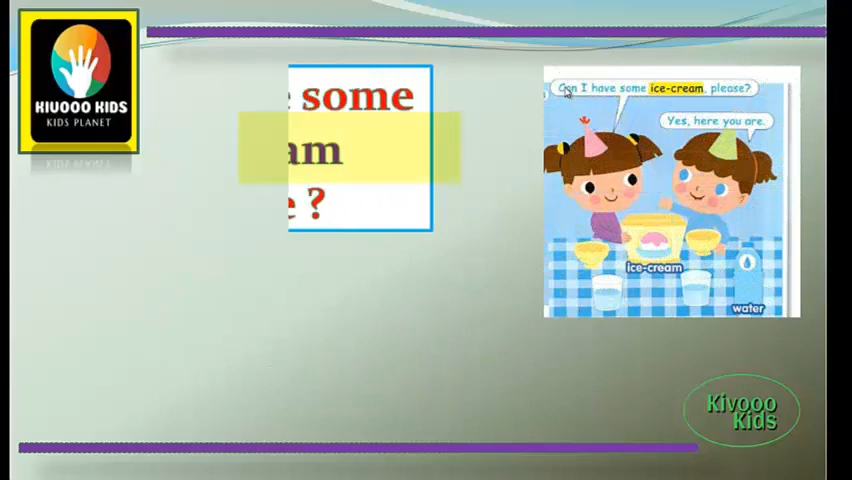 KIVOOO KIDS
KIDS PLANET
e some
am
e ?
Can I have some ice-cream, please?
Yes, here you are.
ice-cream
water
Kivooo
Kids